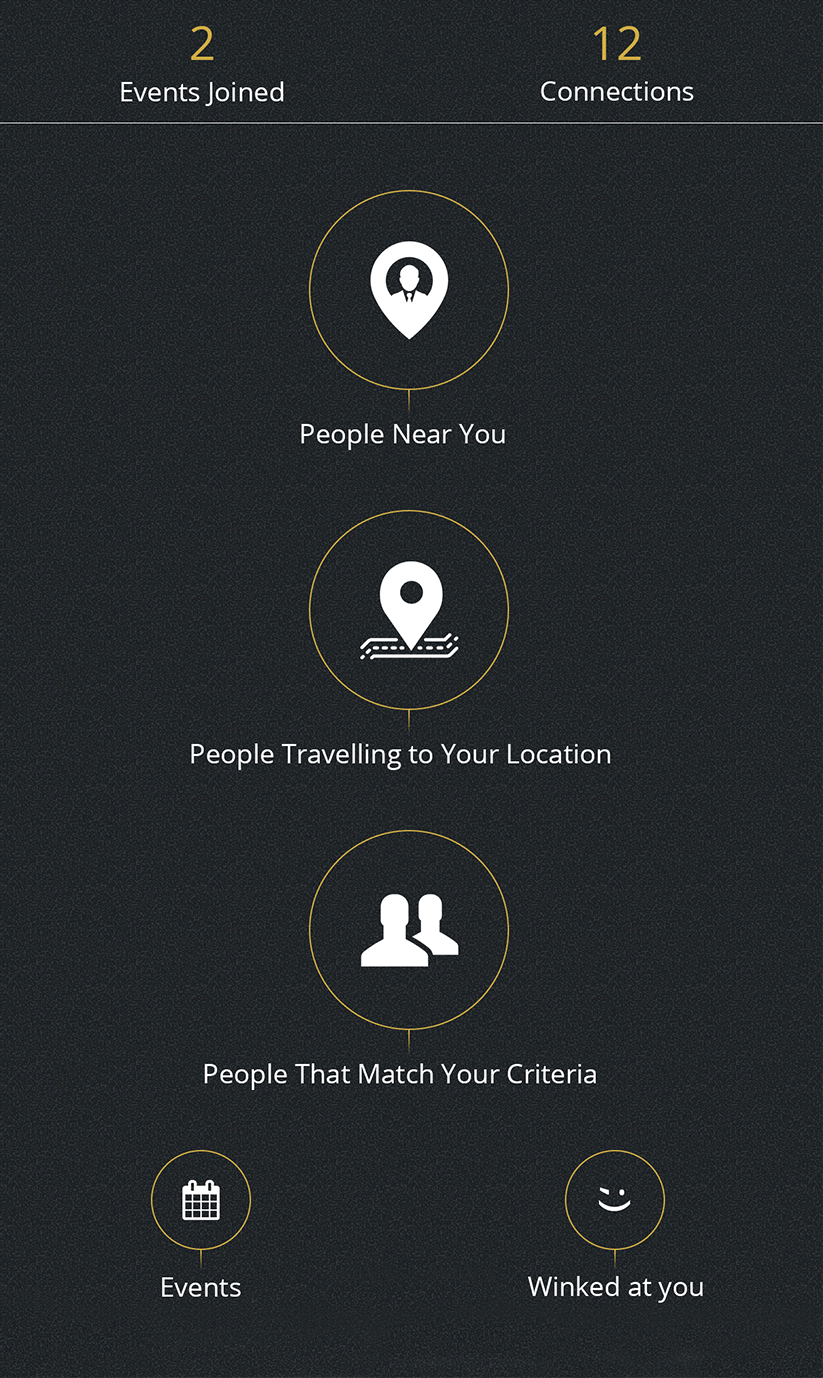 2
12
Events Joined
Connections
People Near You
People Travelling to Your Location
People That Match Your Criteria
Events
Winked at you